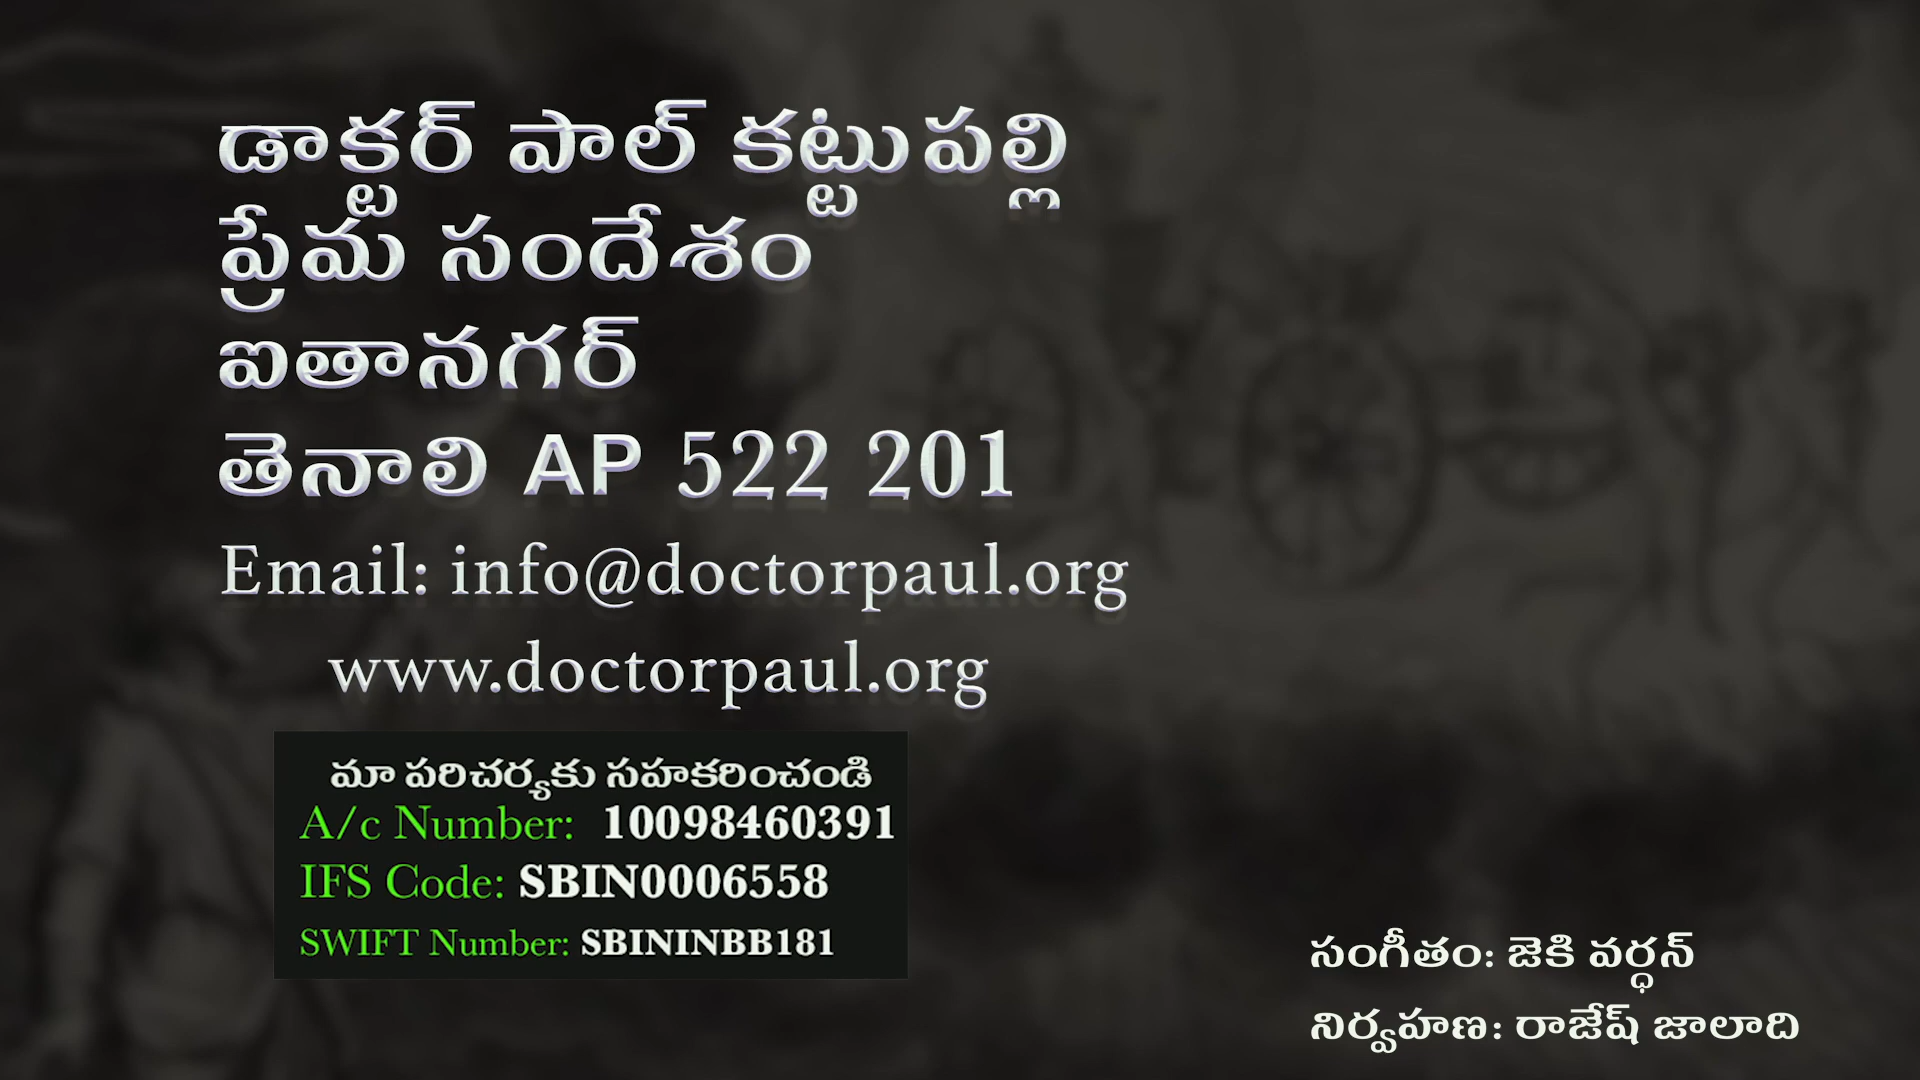 డాక్టర్ పాల్ కట్టుపల్లి
ప్రేమ సందేశం
ఐతానగర్
తెనాలి AP 522 201
Email: info@doctorpaul.org
www.doctorpaul.org
మా పరిచర్యకు సహకరించండి
A/c Number: 10098460391
IFS Code: SBIN0006558
SWIFT Number: SBININBB181
సంగీతం: జెకి వర్ధన్
నిర్వహణ: రాజేష్ జాలాది